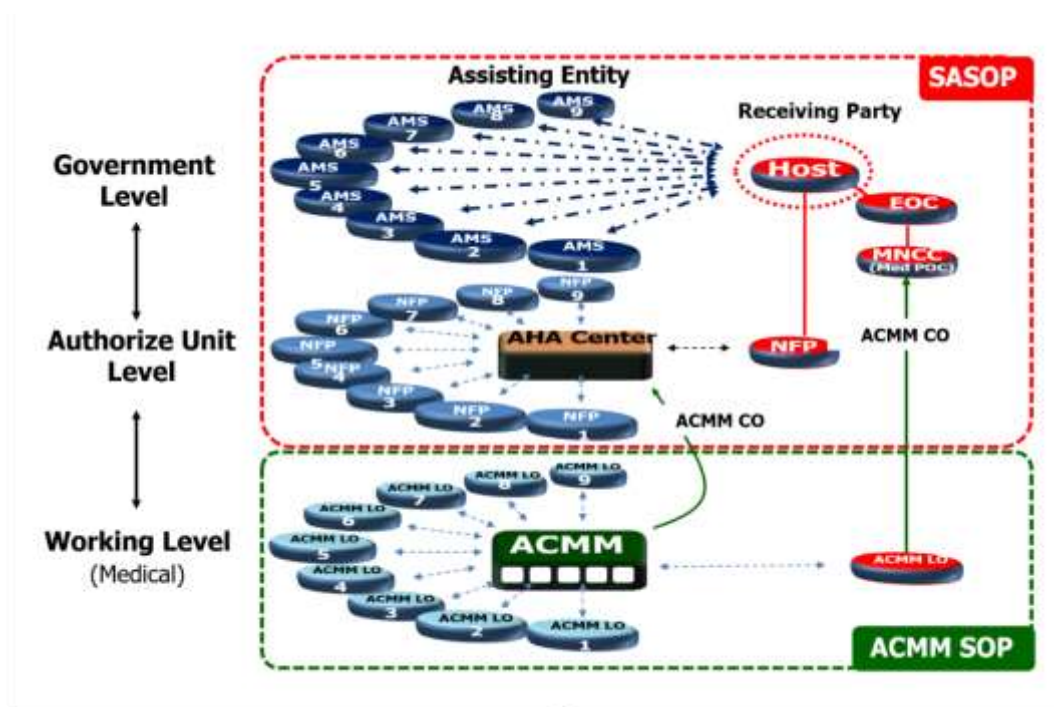 SASOP
Assisting Entity
Receiving Party
AMS
9
AMS
8
AMS
7
AMS
6
AMS
5
AMS
4
AMS
3
AMS
2
AMS
1
Host
EOC
MNCC
(Med POC)
Government
Level
NFP
9
NFP
8
NFP
7
NFP
6
NFP
5
NFP
4
NFP
3
NFP
2
NFP
1
AHA Center
NFP
ACMM CO
ACMM CO
Authorize Unit
Level
ACMM LO
9
ACMM LO
8
ACMM LO
7
ACMM LO
6
ACMM LO
5
ACMM LO
4
ACMM LO
3
ACMM LO
2
ACMM LO
1
ACMM
ACMM LO
Working Level
(Medical)
ACMM SOP